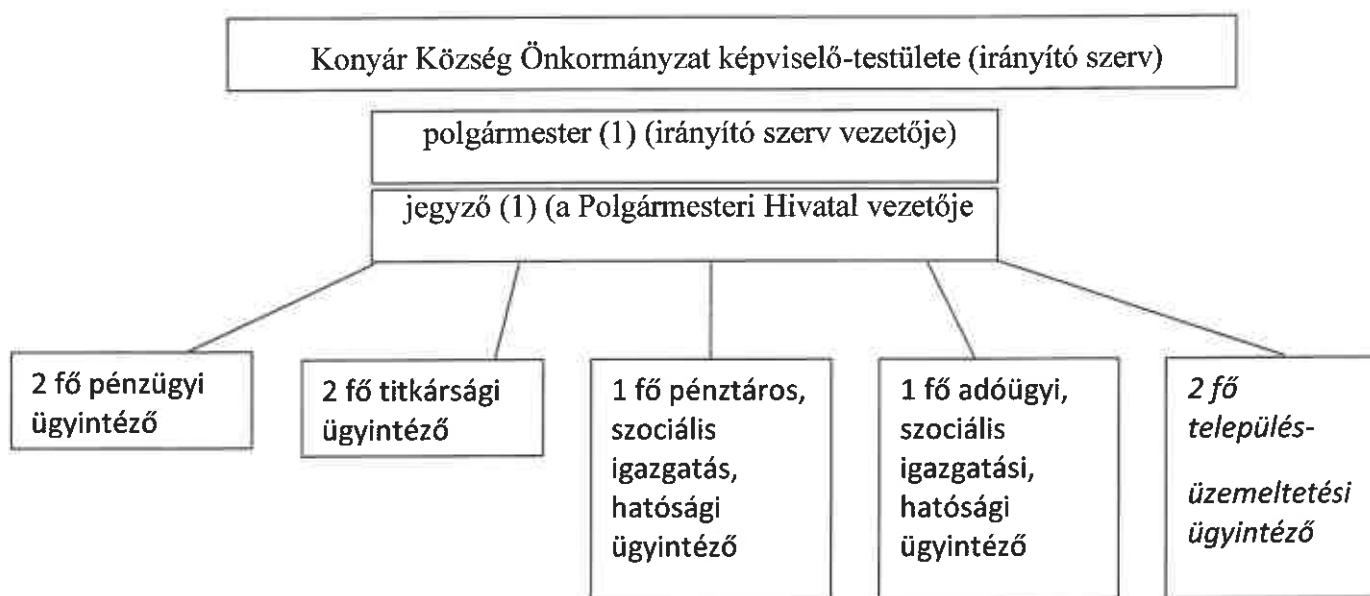 Konyár Község Önkormányzat képviselő-testülete (irányító szerv)
polgármester (1) (irányító szerv vezetője)
jegyző (1) (a Polgármesteri Hivatal vezetője
2 fő pénzügyi
ügyintéző
2 fő titkársági
ügyintéző
1 fő pénztáros,
szociális
igazgatás,
hatósági
ügyintéző
1 fő adóügyi,
szociális
igazgatási,
hatósági
ügyintéző
2 fő
település-
üzemeltetési
ügyintéző